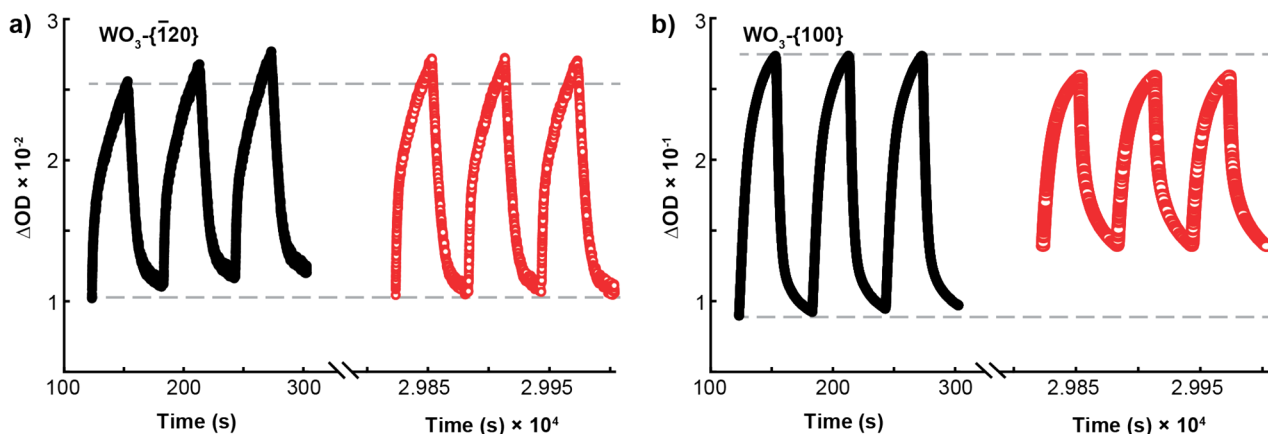 a)
WO₃-{1̅20}
ΔOD × 10⁻²
3
2
1
100
200
300
2.985
2.995
Time (s)
Time (s) × 10⁴
b)
WO₃-{100}
ΔOD × 10⁻¹
3
2
1
100
200
300
2.985
2.995
Time (s)
Time (s) × 10⁴